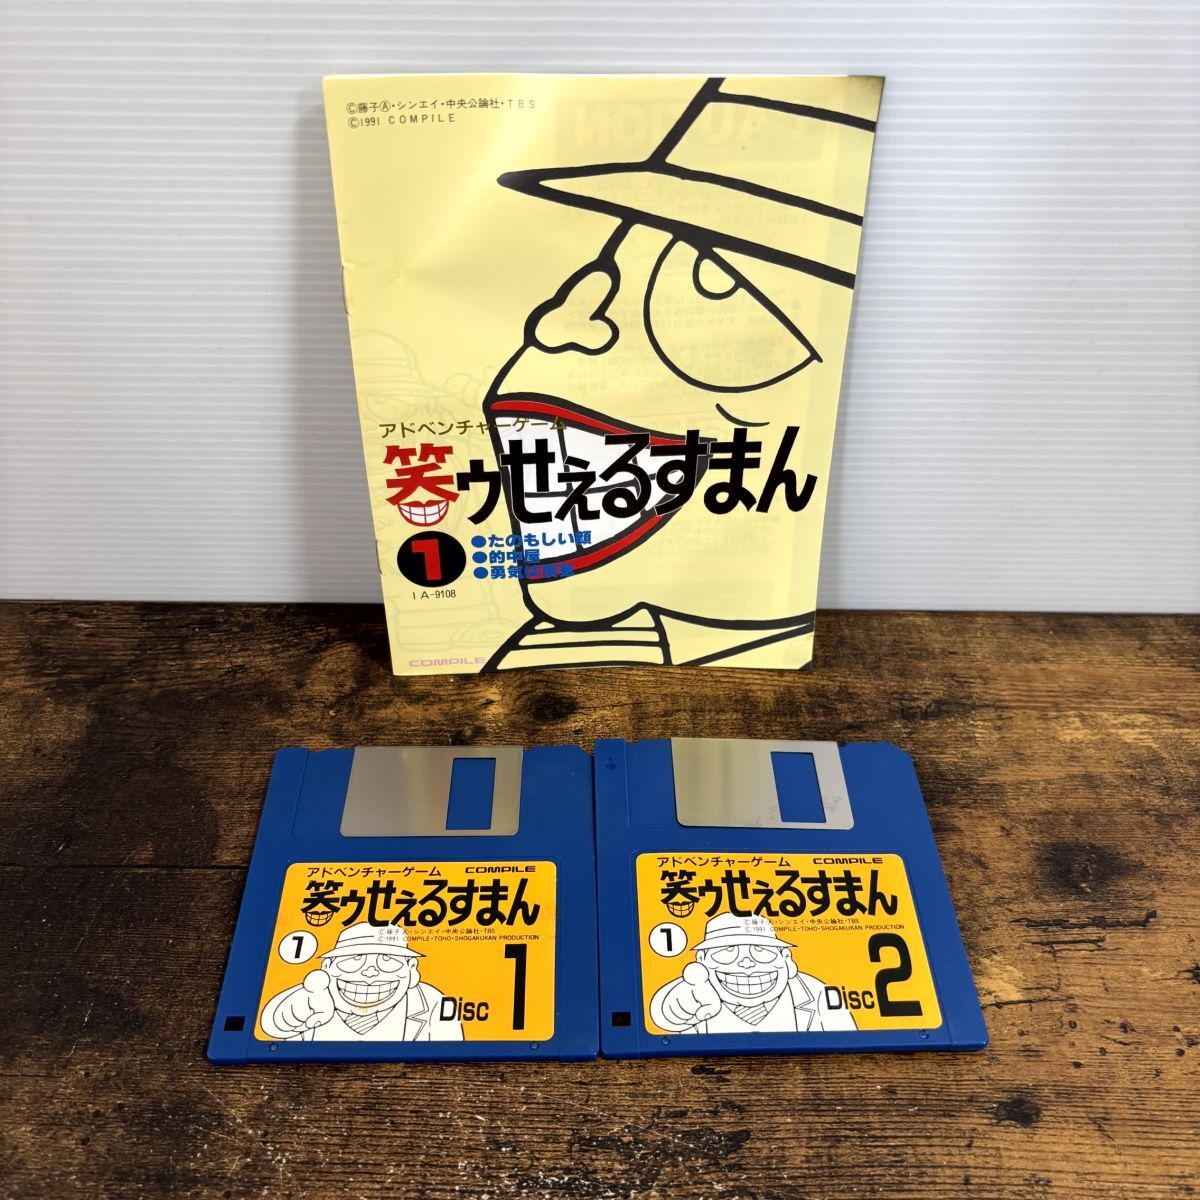 ©藤子Ⓐ・シンエイ・中央公論社・TBS
©1991 COMPILE
アドベンチャーゲーム
笑ゥせぇるすまん
1
●たのもしい顔
●的中屋
●勇気は損気
IA-9108
COMPILE
アドベンチャーゲーム COMPILE
笑ゥせぇるすまん
©藤子Ⓐ・シンエイ・中央公論社・TBS
©1991 COMPILE・TOHO・SHOGAKUKAN PRODUCTION
1
Disc 1
アドベンチャーゲーム COMPILE
笑ゥせぇるすまん
©藤子Ⓐ・シンエイ・中央公論社・TBS
©1991 COMPILE・TOHO・SHOGAKUKAN PRODUCTION
1
Disc 2